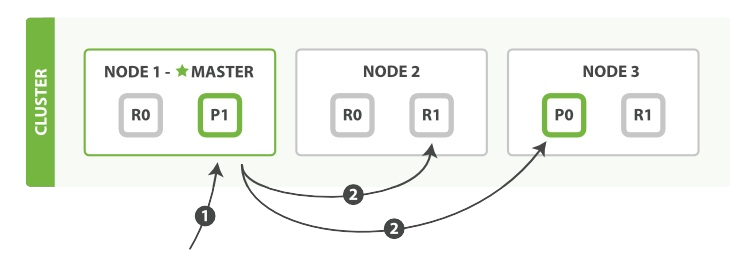 CLUSTER
NODE 1 - ★ MASTER
R0
P1
NODE 2
R0
R1
NODE 3
P0
R1
1
2
2